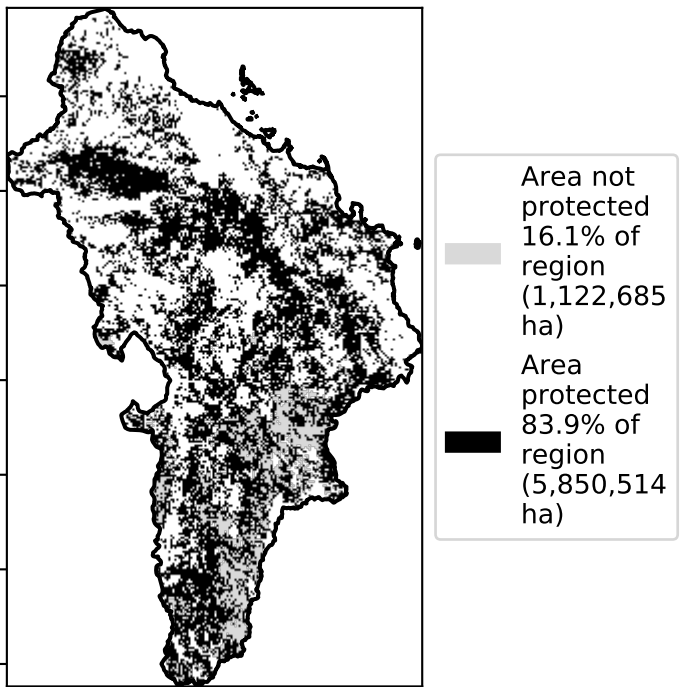 Area not
protected
16.1% of
region
(1,122,685
ha)
Area
protected
83.9% of
region
(5,850,514
ha)